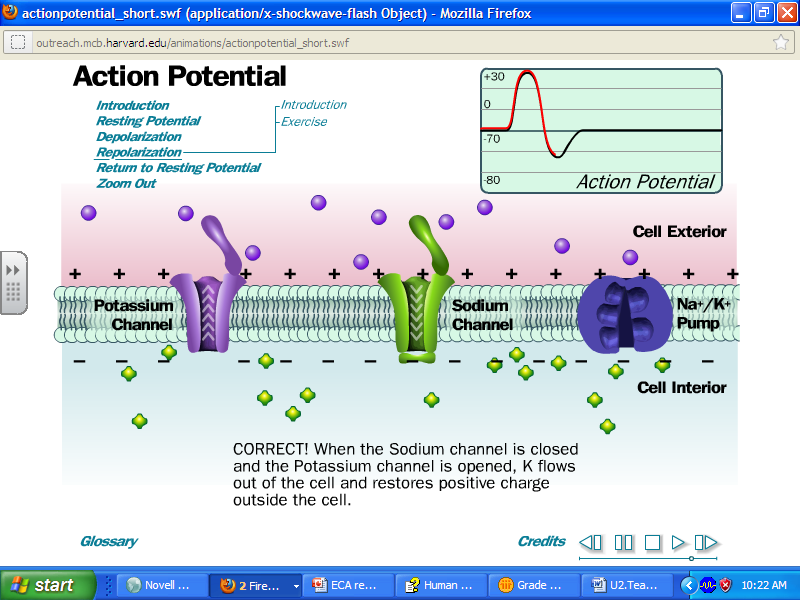 actionpotential_short.swf (application/x-shockwave-flash Object) - Mozilla Firefox
outreach.mcb.harvard.edu/animations/actionpotential_short.swf
Action Potential
Introduction
Resting Potential
Depolarization
Repolarization
Return to Resting Potential
Zoom Out
Introduction
Exercise
+30
0
-70
-80
Action Potential
Cell Exterior
+ + + + + + + + + + + + + + + +
Potassium
Channel
Sodium
Channel
Na+/K+
Pump
Cell Interior
CORRECT! When the Sodium channel is closed
and the Potassium channel is opened, K flows
out of the cell and restores positive charge
outside the cell.
Glossary
Credits
start
Novell ...
2 Fire...
ECA re...
Human ...
Grade ...
U2.Tea...
10:22 AM